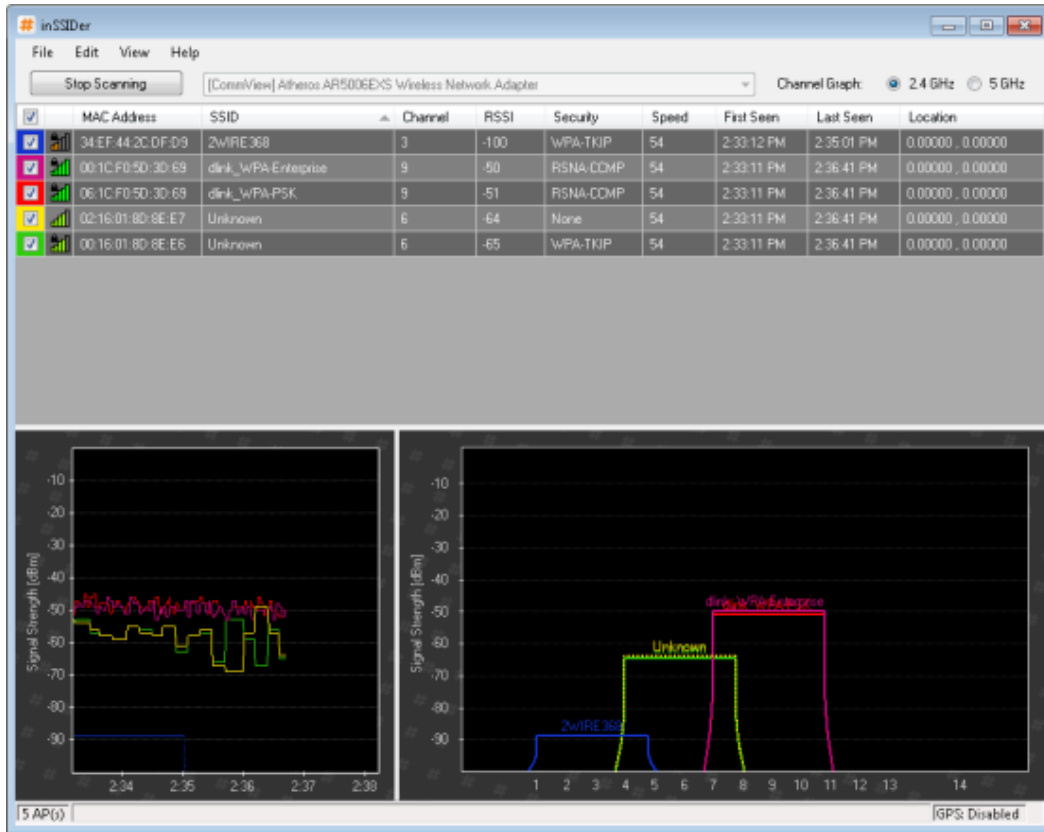 inSSIDer
File Edit View Help
Stop Scanning [CommView] Atheros AR5006EXS Wireless Network Adapter Channel Graph: 2.4 GHz 5 GHz
MAC Address SSID Channel RSSI Security Speed First Seen Last Seen Location
34:EF:44:2C:DF:D9 2WIRE368 3 -100 WPA-TKIP 54 2:33:12 PM 2:35:01 PM 0.00000 , 0.00000
00:1C:F0:5D:3D:69 dlink_WPA-Enterprise 9 -50 RSNA-CCMP 54 2:33:11 PM 2:36:41 PM 0.00000 , 0.00000
06:1C:F0:5D:3D:69 dlink_WPA-PSK 9 -51 RSNA-CCMP 54 2:33:11 PM 2:36:41 PM 0.00000 , 0.00000
02:16:01:8D:8E:E7 Unknown 6 -64 None 54 2:33:11 PM 2:36:41 PM 0.00000 , 0.00000
00:16:01:8D:8E:E6 Unknown 6 -65 WPA-TKIP 54 2:33:11 PM 2:36:41 PM 0.00000 , 0.00000
Signal Strength [dBm]
-10
-20
-30
-40
-50
-60
-70
-80
-90
2:34 2:35 2:36 2:37 2:38
Signal Strength [dBm]
-10
-20
-30
-40
-50
-60
-70
-80
-90
dlink_WPA-Enterprise
Unknown
2WIRE368
1 2 3 4 5 6 7 8 9 10 11 12 13 14
5 AP(s) GPS: Disabled